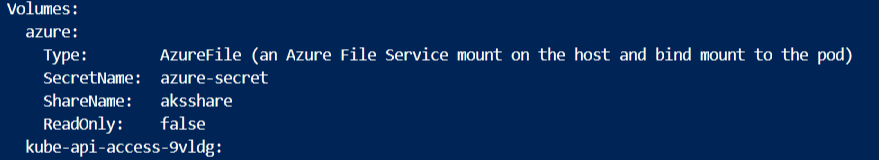 Volumes:
azure:
Type: AzureFile (an Azure File Service mount on the host and bind mount to the pod)
SecretName: azure-secret
ShareName: aksshare
ReadOnly: false
kube-api-access-9vldg: